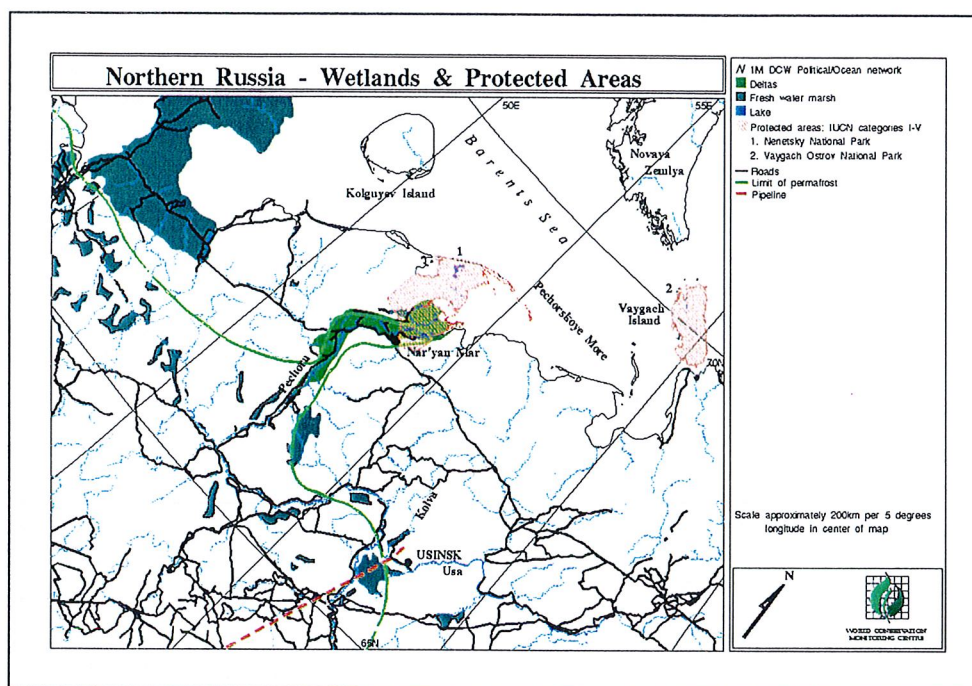 Northern Russia - Wetlands & Protected Areas
50E
55E
Barents Sea
Novaya
Zemlya
Kolguyev Island
1
3.
2
Vaygach
Island
Pechorskoye More
Nar'yan Mar
Pechora
70N
Kolva
USINSK
Usa
65N
N 1M DCW Political/Ocean network
Deltas
Fresh water marsh
Lake
Protected areas: IUCN categories I-V
1. Nenetsky National Park
2. Vaygach Ostrov National Park
Roads
Limit of permafrost
Pipeline
Scale approximately 200km per 5 degrees
longitude in center of map
N
WORLD CONSERVATION
MONITORING CENTRE